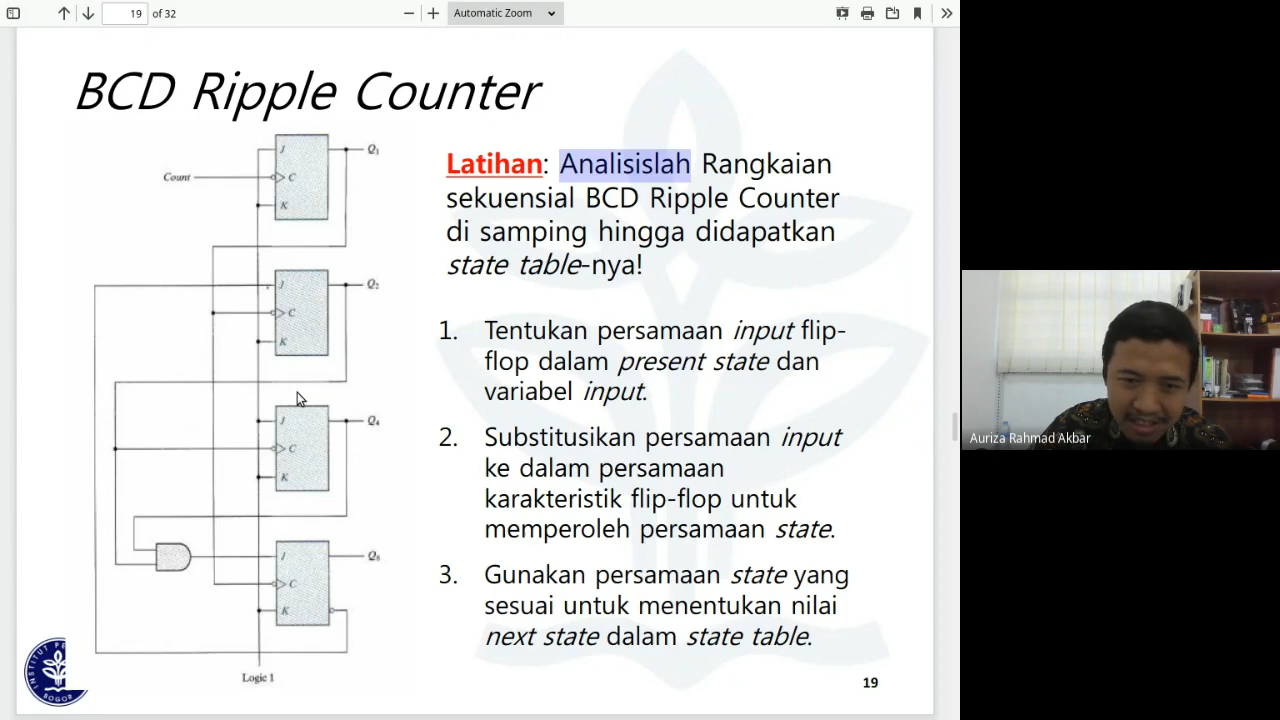 19 of 32
Automatic Zoom
BCD Ripple Counter
J
Q1
Count
C
K
J
Q2
C
K
J
Q4
C
K
J
Q8
C
K
Logic 1
Latihan: Analisislah Rangkaian
sekuensial BCD Ripple Counter
di samping hingga didapatkan
state table-nya!
1. Tentukan persamaan input flip-
flop dalam present state dan
variabel input.
2. Substitusikan persamaan input
ke dalam persamaan
karakteristik flip-flop untuk
memperoleh persamaan state.
3. Gunakan persamaan state yang
sesuai untuk menentukan nilai
next state dalam state table.
BOGOR
19
Auriza Rahmad Akbar